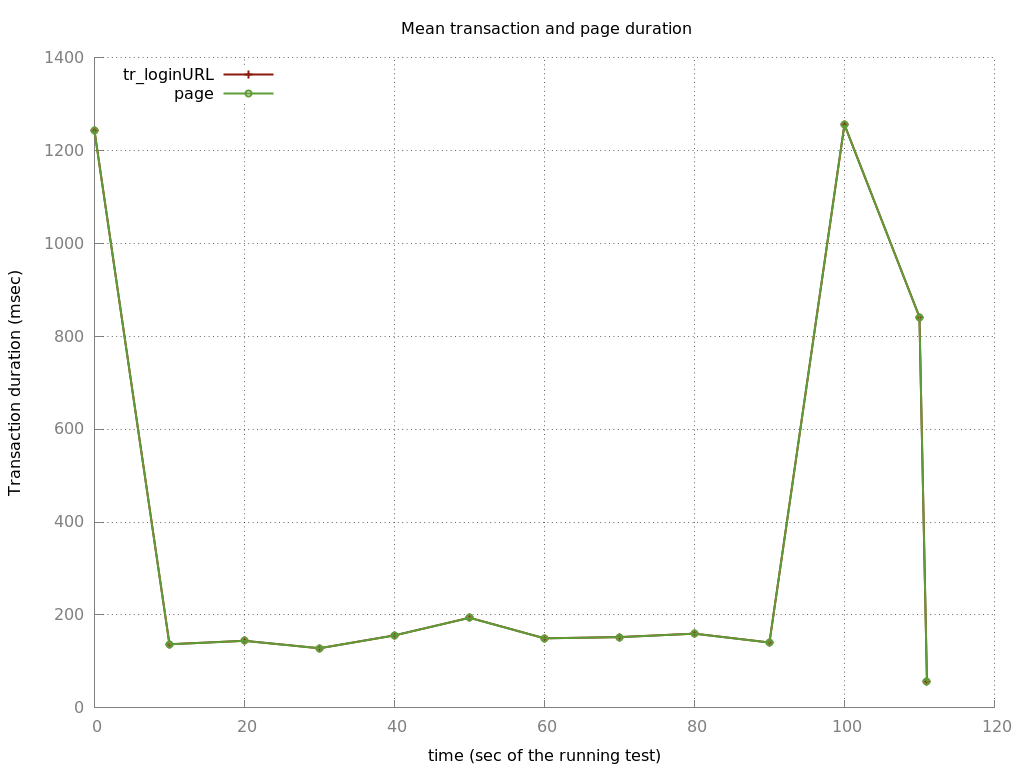 Mean transaction and page duration
1400
1200
1000
800
600
400
200
0
Transaction duration (msec)
tr_loginURL
page
0 20 40 60 80 100 120
time (sec of the running test)